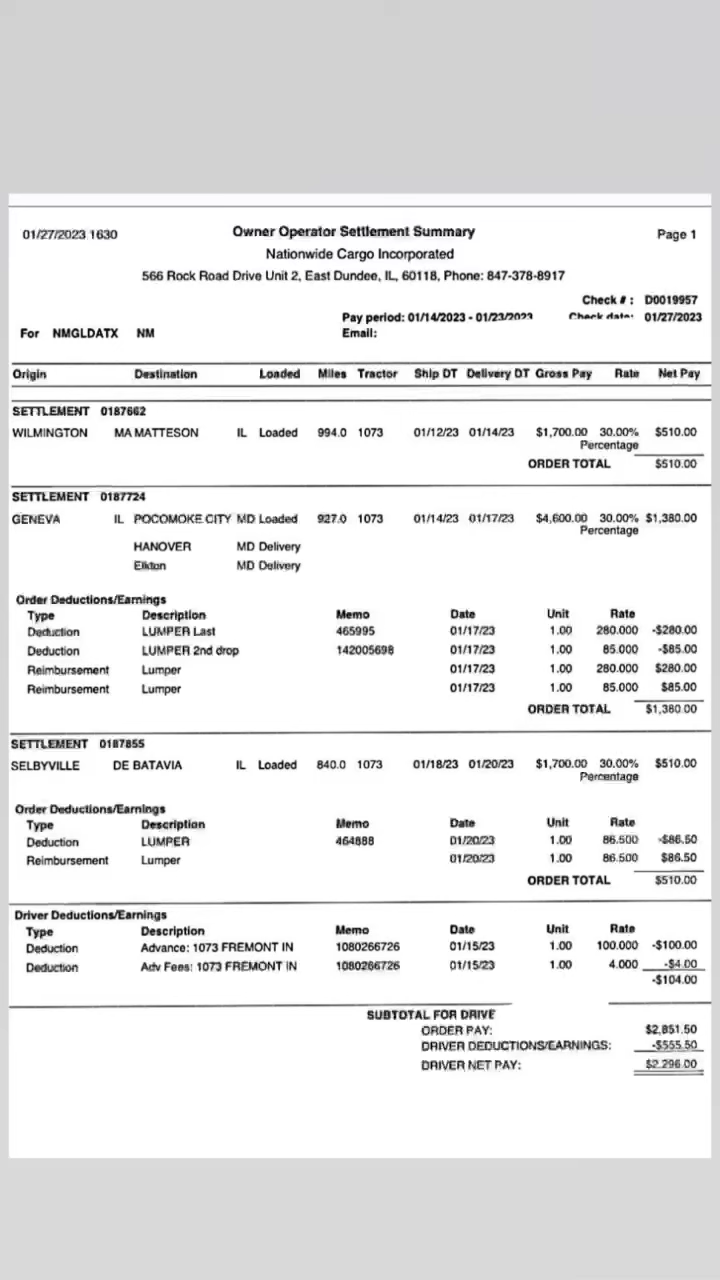 01/27/2023 1630 Owner Operator Settlement Summary Page 1
Nationwide Cargo Incorporated
566 Rock Road Drive Unit 2, East Dundee, IL, 60118, Phone: 847-378-8917
Check # : D0019957
Pay period: 01/14/2023 - 01/23/2023 Check date: 01/27/2023
For NMGLDATX NM Email:
Origin Destination Loaded Miles Tractor Ship DT Delivery DT Gross Pay Rate Net Pay
SETTLEMENT 0187662
WILMINGTON MA MATTESON IL Loaded 994.0 1073 01/12/23 01/14/23 $1,700.00 30.00% $510.00
Percentage
ORDER TOTAL $510.00
SETTLEMENT 0187724
GENEVA IL POCOMOKE CITY MD Loaded 927.0 1073 01/14/23 01/17/23 $4,600.00 30.00% $1,380.00
Percentage
HANOVER MD Delivery
Elkton MD Delivery
Order Deductions/Earnings
Type Description Memo Date Unit Rate
Deduction LUMPER Last 465995 01/17/23 1.00 280.000 -$280.00
Deduction LUMPER 2nd drop 142005698 01/17/23 1.00 85.000 -$85.00
Reimbursement Lumper 01/17/23 1.00 280.000 $280.00
Reimbursement Lumper 01/17/23 1.00 85.000 $85.00
ORDER TOTAL $1,380.00
SETTLEMENT 0187855
SELBYVILLE DE BATAVIA IL Loaded 840.0 1073 01/18/23 01/20/23 $1,700.00 30.00% $510.00
Percentage
Order Deductions/Earnings
Type Description Memo Date Unit Rate
Deduction LUMPER 464888 01/20/23 1.00 86.500 -$86.50
Reimbursement Lumper 01/20/23 1.00 86.500 $86.50
ORDER TOTAL $510.00
Driver Deductions/Earnings
Type Description Memo Date Unit Rate
Deduction Advance: 1073 FREMONT IN 1080266726 01/15/23 1.00 100.000 -$100.00
Deduction Adv Fees: 1073 FREMONT IN 1080266726 01/15/23 1.00 4.000 -$4.00
-$104.00
SUBTOTAL FOR DRIVE
ORDER PAY: $2,851.50
DRIVER DEDUCTIONS/EARNINGS: -$555.50
DRIVER NET PAY: $2,296.00